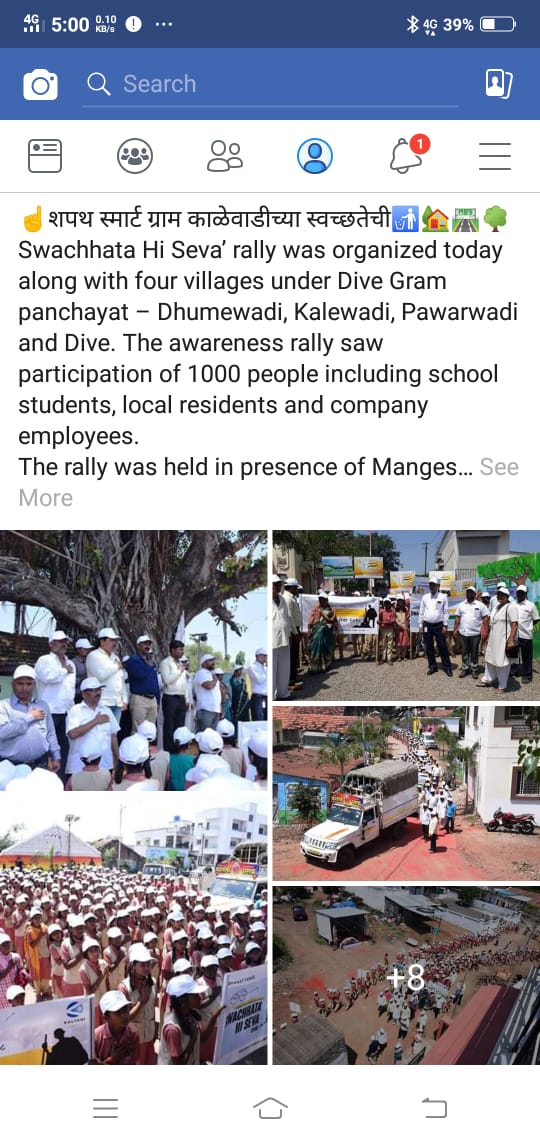 4G 5:00 0.10 KB/s ! ...
4G 39%
Search
1
☝️शपथ स्मार्ट ग्राम काळेवाडीच्या स्वच्छतेची🚮🏡🛣️🌳
Swachhata Hi Seva’ rally was organized today
along with four villages under Dive Gram
panchayat – Dhumewadi, Kalewadi, Pawarwadi
and Dive. The awareness rally saw
participation of 1000 people including school
students, local residents and company
employees.
The rally was held in presence of Manges... See
More
KALYANI
SWACHHATA
HI SEVA
+8